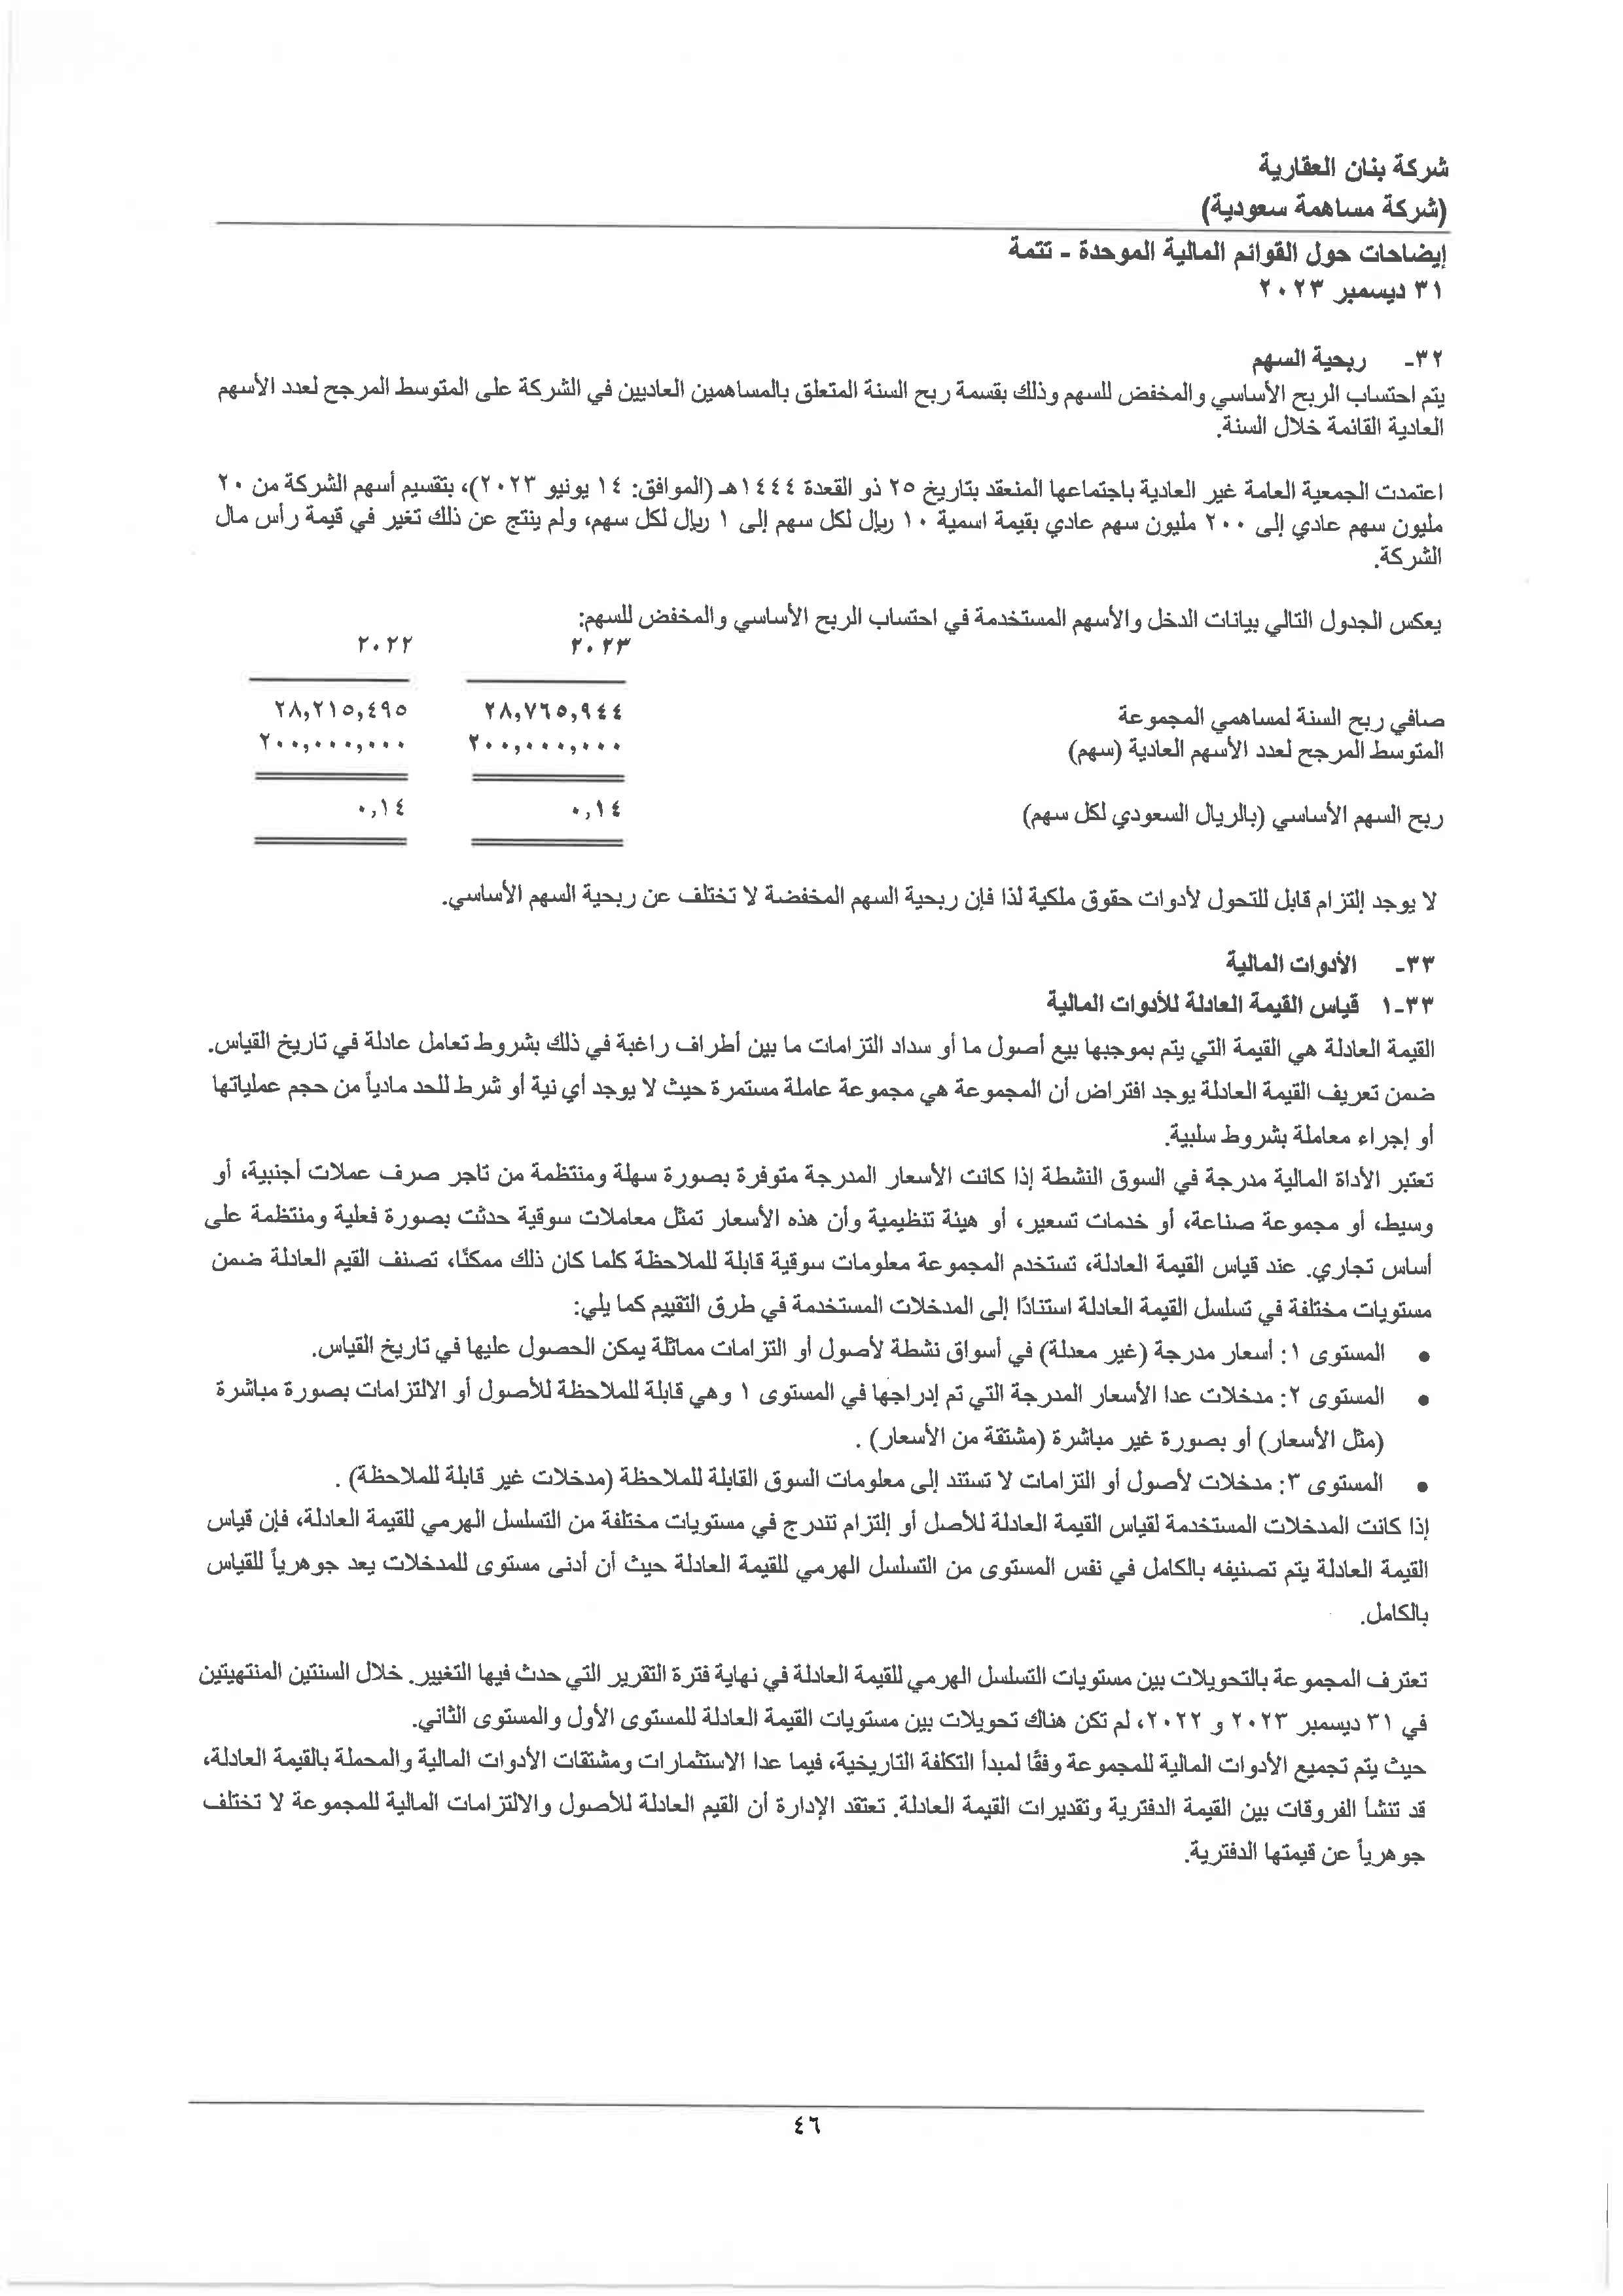 شركة بنان العقارية
(شركة مساهمة سعودية)
إيضاحات حول القوائم المالية الموحدة - تتمة
٣١ ديسمبر ٢٠٢٣
٣٢- ربحية السهم
يتم احتساب الربح الأساسي والمخفض للسهم وذلك بقسمة ربح السنة المتعلق بالمساهمين العاديين في الشركة على المتوسط المرجح لعدد الأسهم
العادية القائمة خلال السنة.
اعتمدت الجمعية العامة غير العادية باجتماعها المنعقد بتاريخ ٢٥ ذو القعدة ١٤٤٤هـ (الموافق: ١٤ يونيو ٢٠٢٣)، بتقسيم أسهم الشركة من ٢٠
مليون سهم عادي إلى ٢٠٠ مليون سهم عادي بقيمة اسمية ١٠ ريال لكل سهم إلى ١ ريال لكل سهم، ولم ينتج عن ذلك تغير في قيمة رأس مال
الشركة.
يعكس الجدول التالي بيانات الدخل والأسهم المستخدمة في احتساب الربح الأساسي والمخفض للسهم:
٢٠٢٣ ٢٠٢٢
صافي ربح السنة لمساهمي المجموعة ٢٨,٧٦٥,٩٤٤ ٢٨,٢١٥,٤٩٥
المتوسط المرجح لعدد الأسهم العادية (سهم) ٢٠٠,٠٠٠,٠٠٠ ٢٠٠,٠٠٠,٠٠٠
ربح السهم الأساسي (بالريال السعودي لكل سهم) ٠,١٤ ٠,١٤
لا يوجد إلتزام قابل للتحول لأدوات حقوق ملكية لذا فإن ربحية السهم المخفضة لا تختلف عن ربحية السهم الأساسي.
٣٣- الأدوات المالية
٣٣-١ قياس القيمة العادلة للأدوات المالية
القيمة العادلة هي القيمة التي يتم بموجبها بيع أصول ما أو سداد التزامات ما بين أطراف راغبة في ذلك بشروط تعامل عادلة في تاريخ القياس.
ضمن تعريف القيمة العادلة يوجد افتراض أن المجموعة هي مجموعة عاملة مستمرة حيث لا يوجد أي نية أو شرط للحد مادياً من حجم عملياتها
أو إجراء معاملة بشروط سلبية.
تعتبر الأداة المالية مدرجة في السوق النشطة إذا كانت الأسعار المدرجة متوفرة بصورة سهلة ومنتظمة من تاجر صرف عملات أجنبية، أو
وسيط، أو مجموعة صناعة، أو خدمات تسعير، أو هيئة تنظيمية وأن هذه الأسعار تمثل معاملات سوقية حدثت بصورة فعلية ومنتظمة على
أساس تجاري. عند قياس القيمة العادلة، تستخدم المجموعة معلومات سوقية قابلة للملاحظة كلما كان ذلك ممكنًا، تصنف القيم العادلة ضمن
مستويات مختلفة في تسلسل القيمة العادلة استنادًا إلى المدخلات المستخدمة في طرق التقييم كما يلي:
• المستوى ١: أسعار مدرجة (غير معدلة) في أسواق نشطة لأصول أو التزامات مماثلة يمكن الحصول عليها في تاريخ القياس.
• المستوى ٢: مدخلات عدا الأسعار المدرجة التي تم إدراجها في المستوى ١ وهي قابلة للملاحظة للأصول أو الالتزامات بصورة مباشرة
(مثل الأسعار) أو بصورة غير مباشرة (مشتقة من الأسعار) .
• المستوى ٣: مدخلات لأصول أو التزامات لا تستند إلى معلومات السوق القابلة للملاحظة (مدخلات غير قابلة للملاحظة) .
إذا كانت المدخلات المستخدمة لقياس القيمة العادلة للأصل أو إلتزام تندرج في مستويات مختلفة من التسلسل الهرمي للقيمة العادلة، فإن قياس
القيمة العادلة يتم تصنيفه بالكامل في نفس المستوى من التسلسل الهرمي للقيمة العادلة حيث أن أدنى مستوى للمدخلات يعد جوهرياً للقياس
بالكامل.
تعترف المجموعة بالتحويلات بين مستويات التسلسل الهرمي للقيمة العادلة في نهاية فترة التقرير التي حدث فيها التغيير. خلال السنتين المنتهيتين
في ٣١ ديسمبر ٢٠٢٣ و ٢٠٢٢، لم تكن هناك تحويلات بين مستويات القيمة العادلة للمستوى الأول والمستوى الثاني.
حيث يتم تجميع الأدوات المالية للمجموعة وفقًا لمبدأ التكلفة التاريخية، فيما عدا الاستثمارات ومشتقات الأدوات المالية والمحملة بالقيمة العادلة،
قد تنشأ الفروقات بين القيمة الدفترية وتقديرات القيمة العادلة. تعتقد الإدارة أن القيم العادلة للأصول والالتزامات المالية للمجموعة لا تختلف
جوهرياً عن قيمتها الدفترية.
٤٦